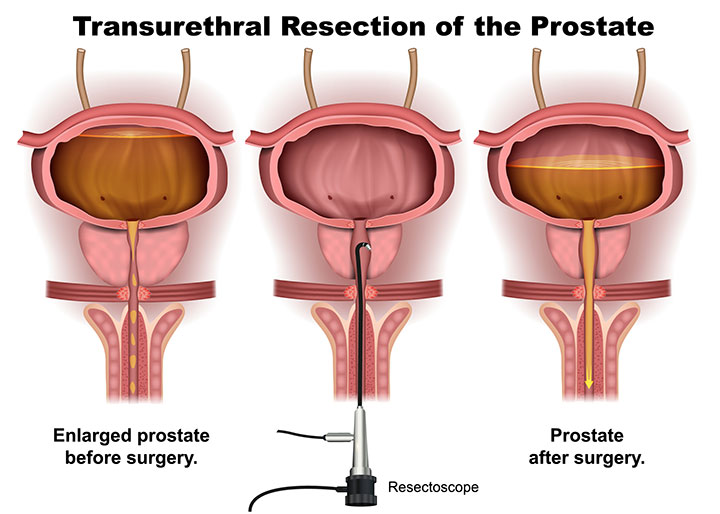 Transurethral Resection of the Prostate
Enlarged prostate
before surgery.
Resectoscope
Prostate
after surgery.